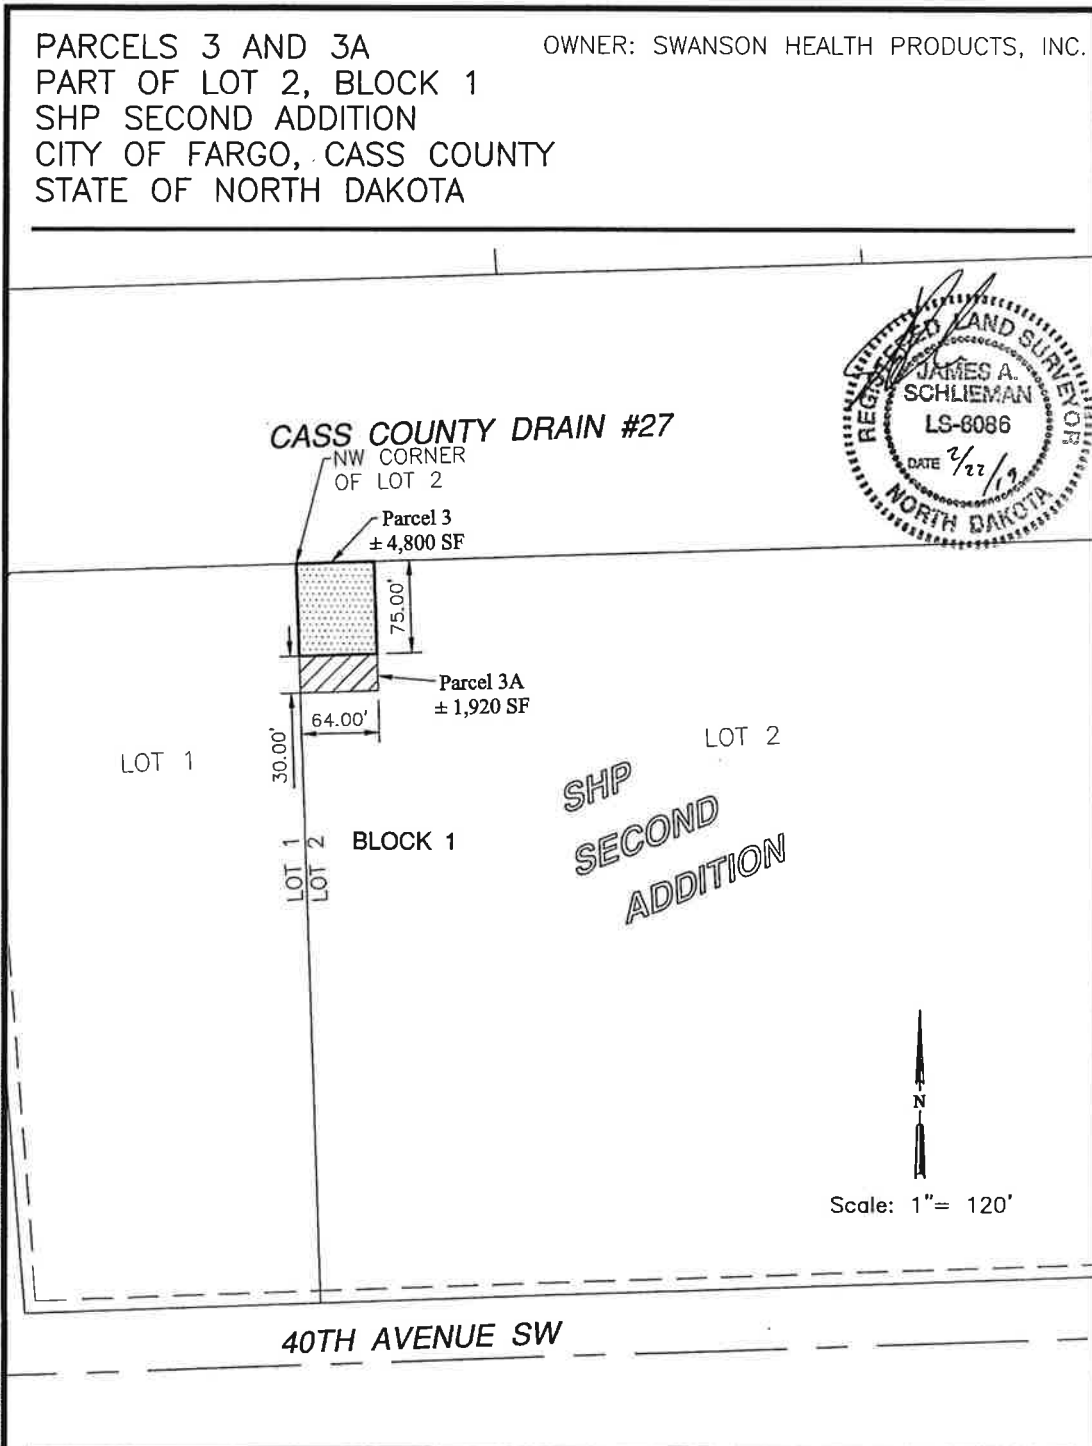 PARCELS 3 AND 3A
PART OF LOT 2, BLOCK 1
SHP SECOND ADDITION
CITY OF FARGO, CASS COUNTY
STATE OF NORTH DAKOTA
OWNER: SWANSON HEALTH PRODUCTS, INC.
REGISTERED LAND SURVEYOR
JAMES A.
SCHLIEMAN
LS-6086
DATE 2/22/19
NORTH DAKOTA
CASS COUNTY DRAIN #27
NW CORNER
OF LOT 2
Parcel 3
± 4,800 SF
75.00'
Parcel 3A
± 1,920 SF
64.00'
30.00'
LOT 1
LOT 2
SHP
SECOND
ADDITION
LOT 1
LOT 2
BLOCK 1
N
Scale: 1"= 120'
40TH AVENUE SW